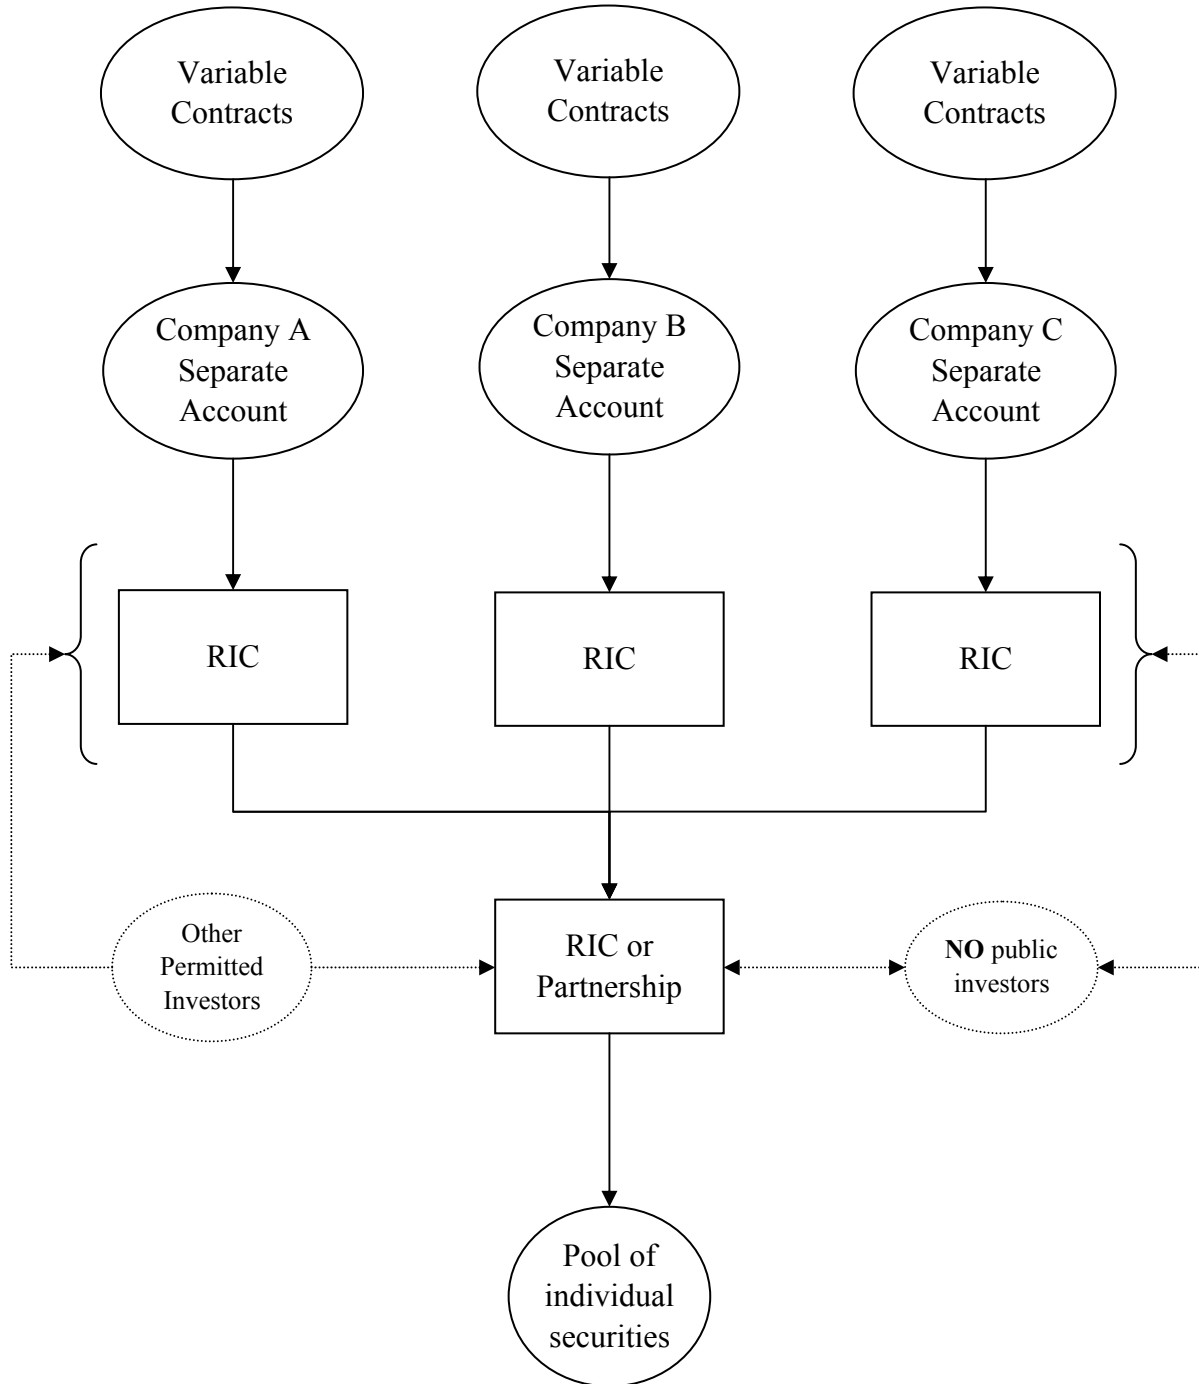 Variable
Contracts
Variable
Contracts
Variable
Contracts
Company A
Separate
Account
Company B
Separate
Account
Company C
Separate
Account
RIC
RIC
RIC
Other
Permitted
Investors
RIC or
Partnership
NO public
investors
Pool of
individual
securities